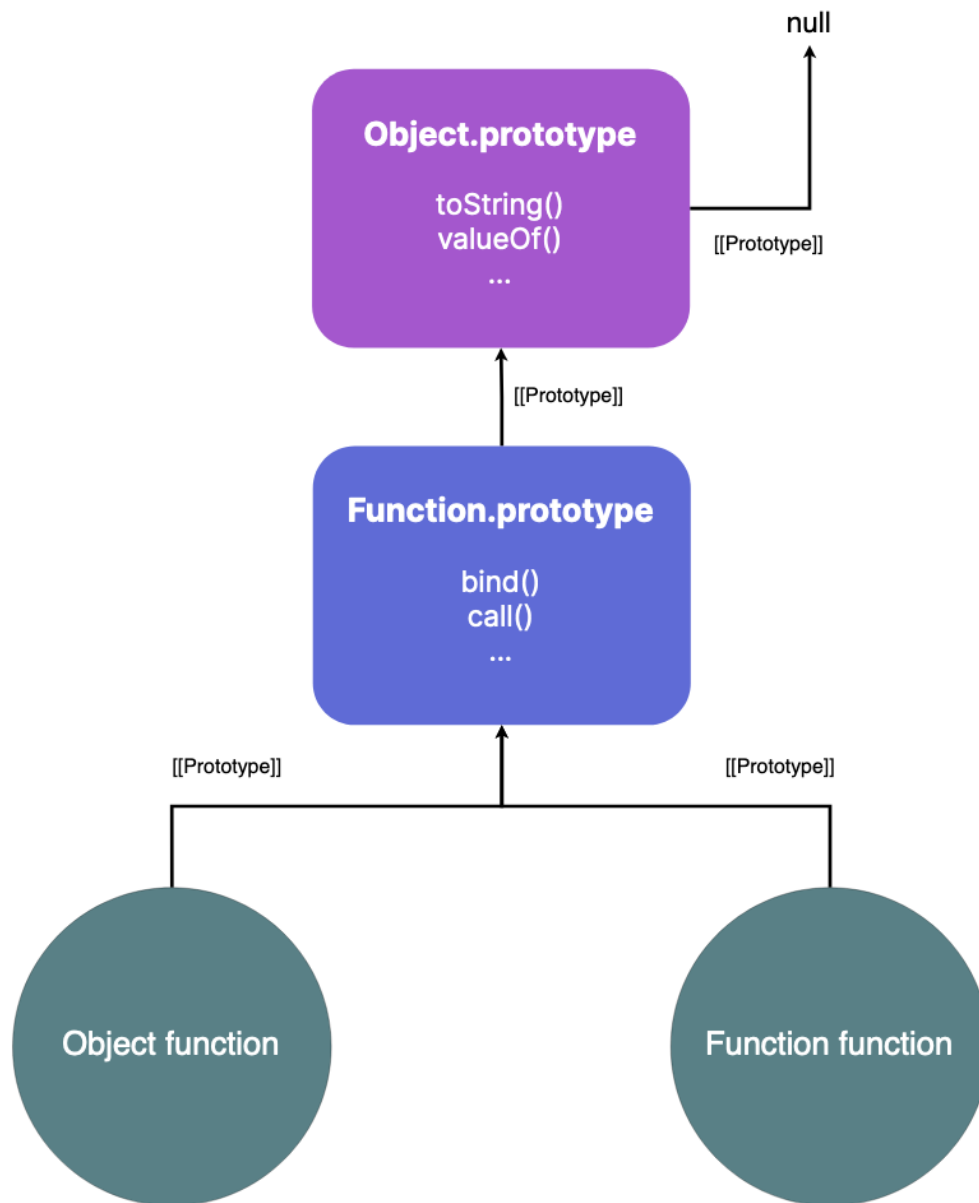 null
Object.prototype
toString()
valueOf()
...
[[Prototype]]
[[Prototype]]
Function.prototype
bind()
call()
...
[[Prototype]]
[[Prototype]]
Object function
Function function